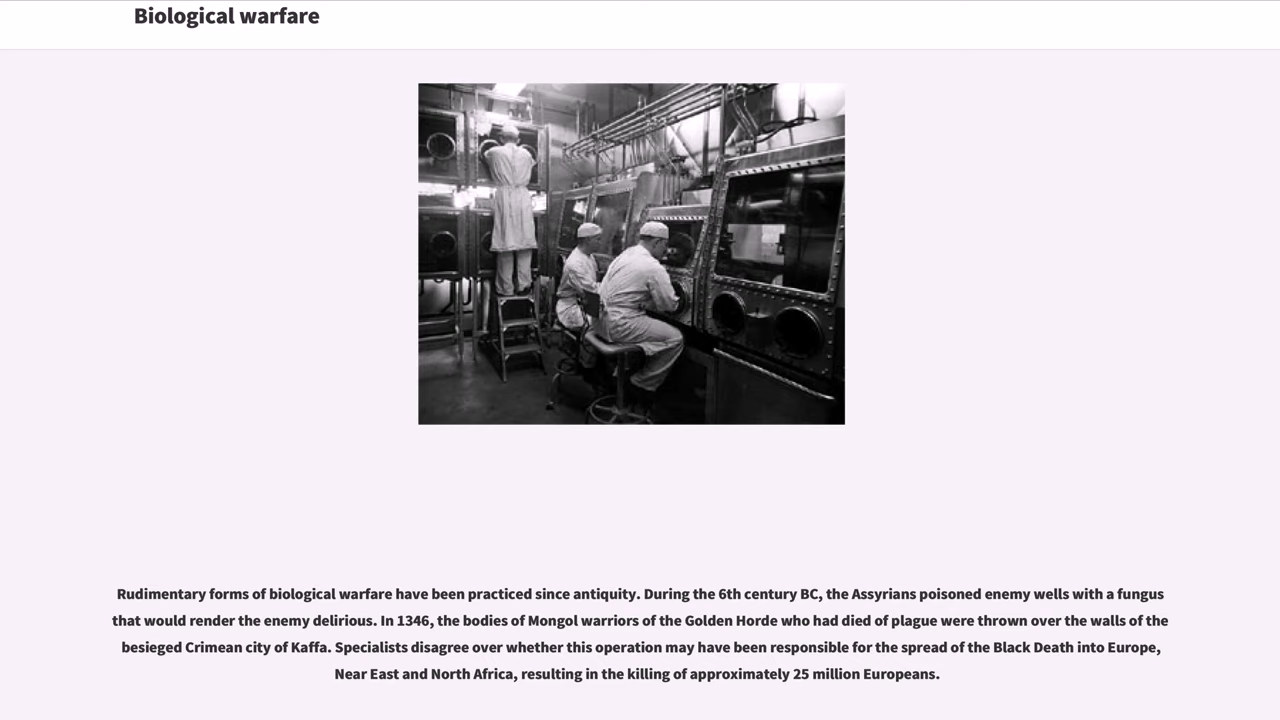 Biological warfare
Rudimentary forms of biological warfare have been practiced since antiquity. During the 6th century BC, the Assyrians poisoned enemy wells with a fungus
that would render the enemy delirious. In 1346, the bodies of Mongol warriors of the Golden Horde who had died of plague were thrown over the walls of the
besieged Crimean city of Kaffa. Specialists disagree over whether this operation may have been responsible for the spread of the Black Death into Europe,
Near East and North Africa, resulting in the killing of approximately 25 million Europeans.